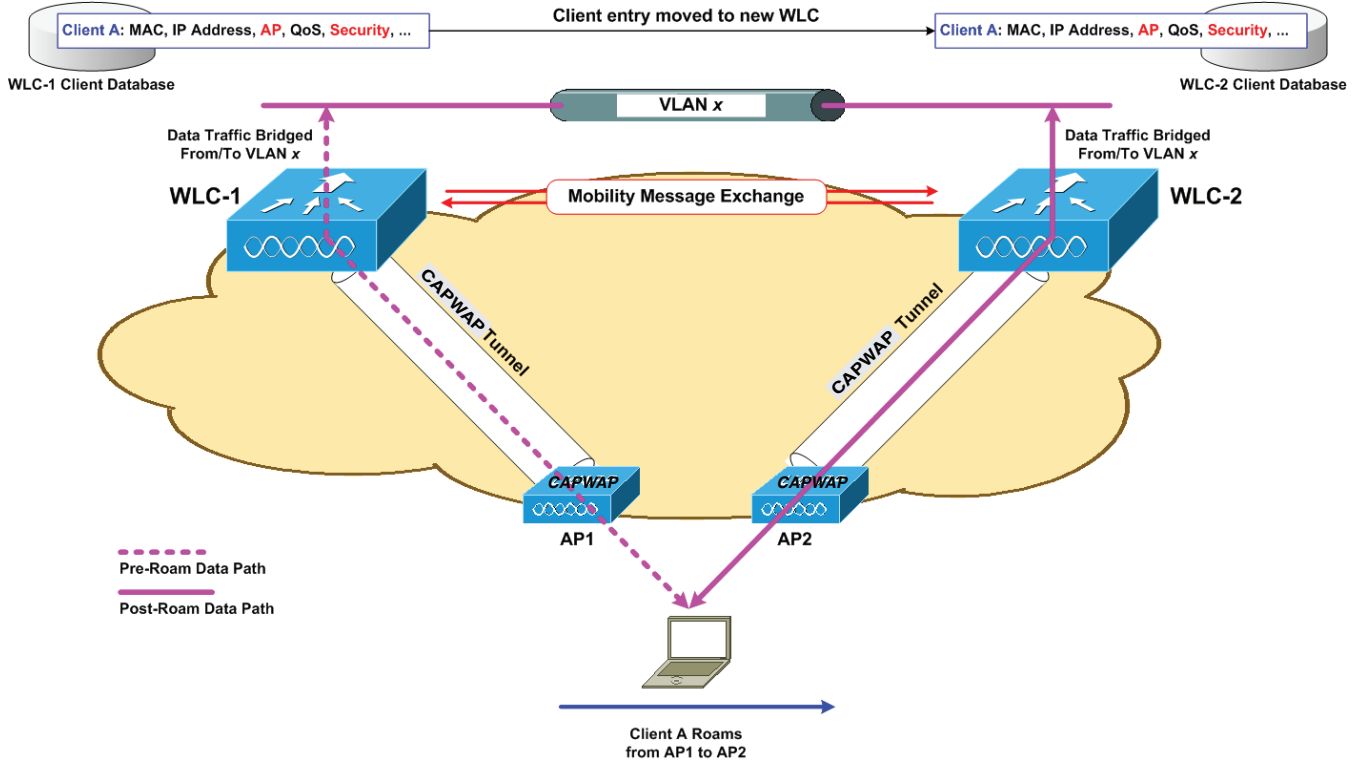 Client entry moved to new WLC
Client A: MAC, IP Address, AP, QoS, Security, ...
Client A: MAC, IP Address, AP, QoS, Security, ...
WLC-1 Client Database
WLC-2 Client Database
VLAN x
Data Traffic Bridged
From/To VLAN x
Data Traffic Bridged
From/To VLAN x
WLC-1
Mobility Message Exchange
WLC-2
CAPWAP Tunnel
CAPWAP Tunnel
CAPWAP
CAPWAP
AP1
AP2
Pre-Roam Data Path
Post-Roam Data Path
Client A Roams
from AP1 to AP2